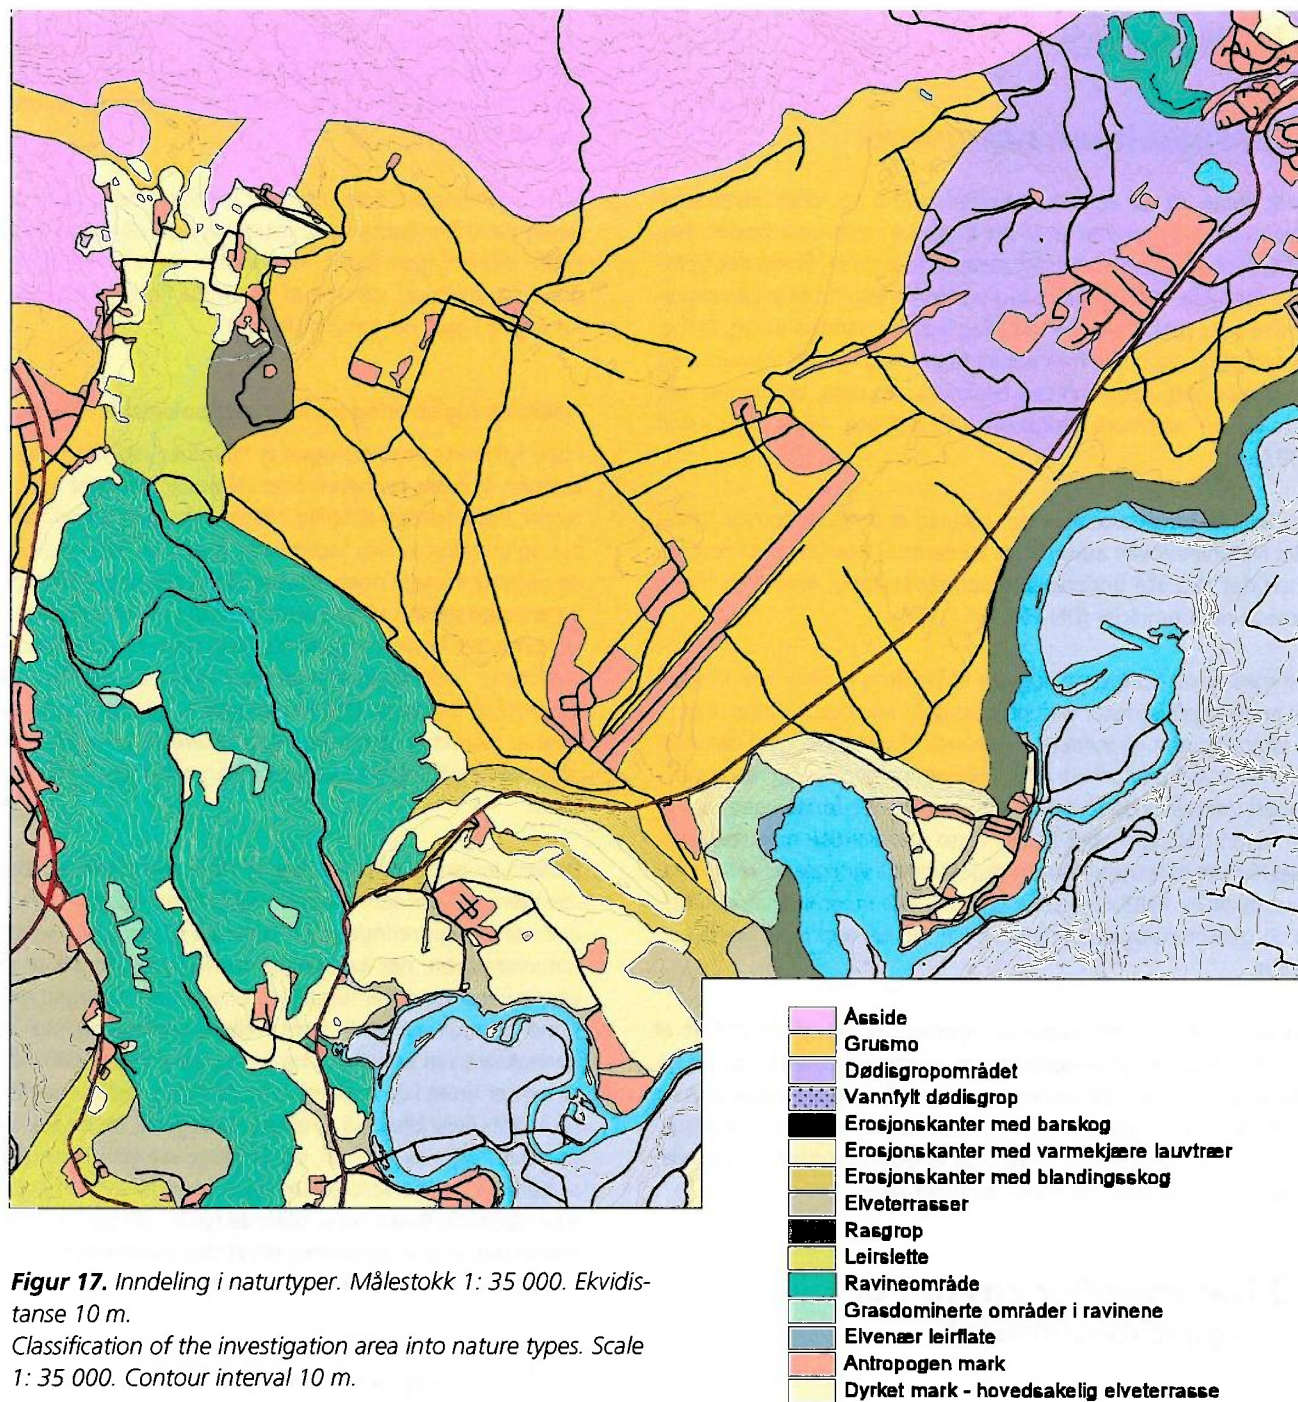 Åsside
Grusmo
Dødisgropområdet
Vannfylt dødisgrop
Erosjonskanter med barskog
Erosjonskanter med varmekjære lauvtrær
Erosjonskanter med blandingsskog
Elveterrasser
Rasgrop
Leirslette
Ravineområde
Grasdominerte områder i ravinene
Elvenær leirflate
Antropogen mark
Dyrket mark - hovedsakelig elveterrasse
Figur 17. Inndeling i naturtyper. Målestokk 1: 35 000. Ekvidis-
tanse 10 m.
Classification of the investigation area into nature types. Scale
1: 35 000. Contour interval 10 m.